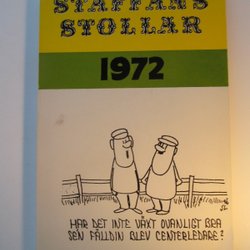 STAFFANS
STOLLAR
1972
HAR DET INTE VÄXT OVANLIGT BRA
SEN FÄLLDIN BLEV CENTERLEDARE?